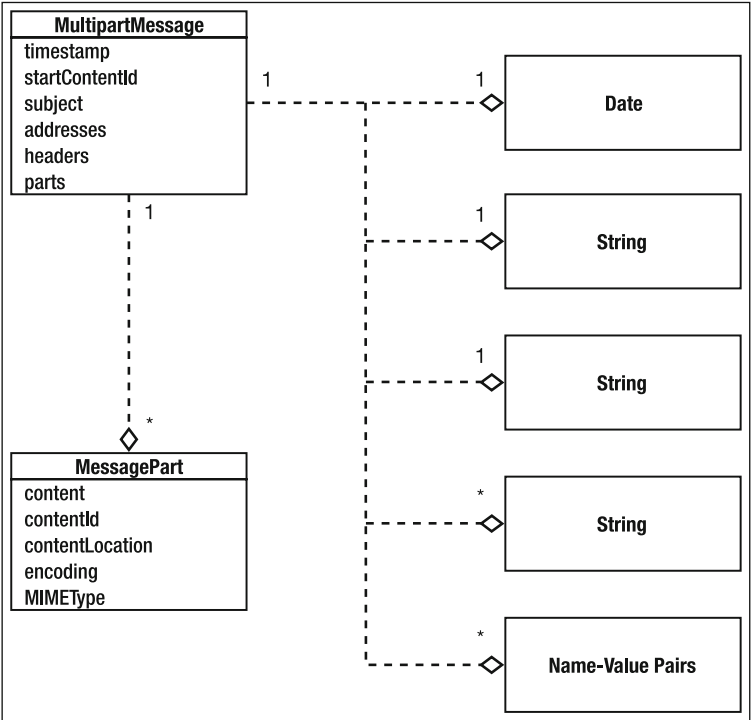 MultipartMessage
timestamp
startContentId
subject
addresses
headers
parts
1
1
1
Date
1
String
1
String
*
String
*
Name-Value Pairs
*
MessagePart
content
contentId
contentLocation
encoding
MIMEType